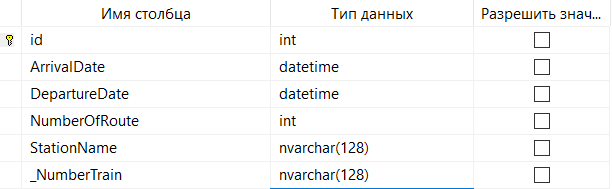 Имя столбца Тип данных Разрешить знач...
id int
ArrivalDate datetime
DepartureDate datetime
NumberOfRoute int
StationName nvarchar(128)
_NumberTrain nvarchar(128)